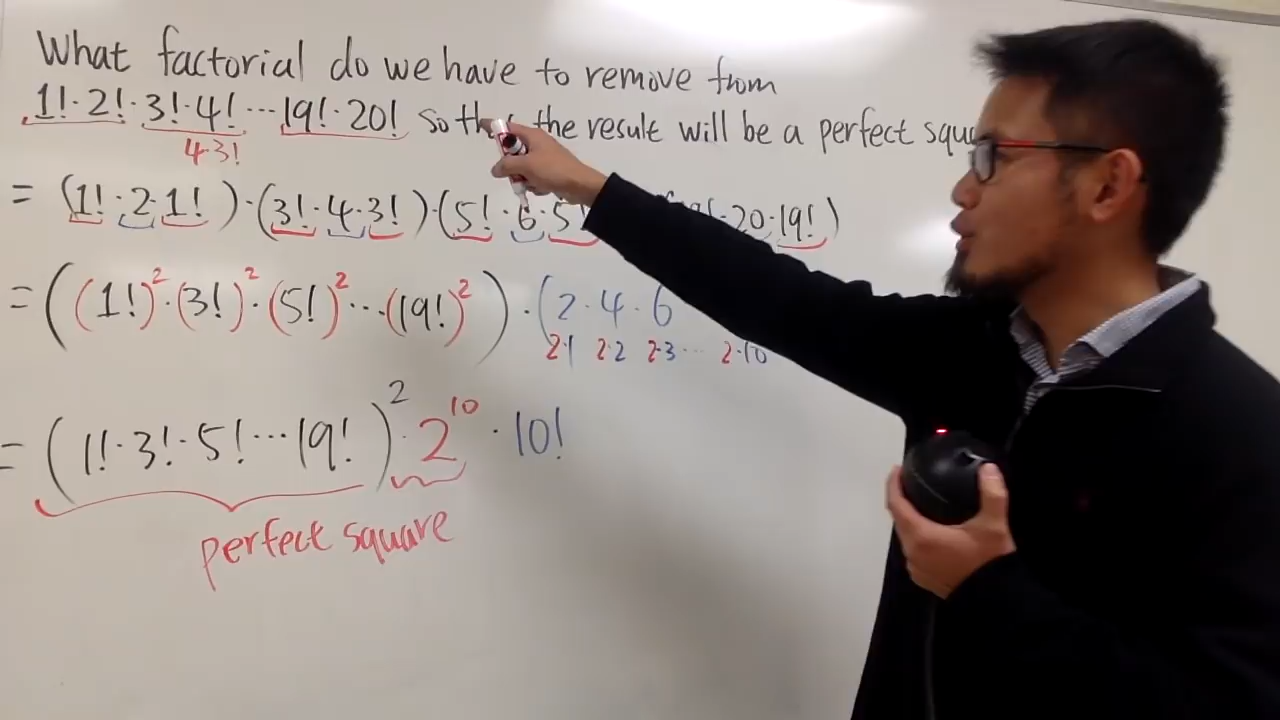 What factorial do we have to remove from
1!·2!·3!·4! ··· 19!·20! so the result will be a perfect
4·3!
= (1!·2·1!)·(3!·4·3!)·(5!·6·5! ·20·19!)
= ((1!)²·(3!)²·(5!)²···(19!)²)·(2·4·6
2·1 2·2 2·3 ··· 2·10
= (1!·3!·5!···19!)²·2¹⁰·10!
perfect square